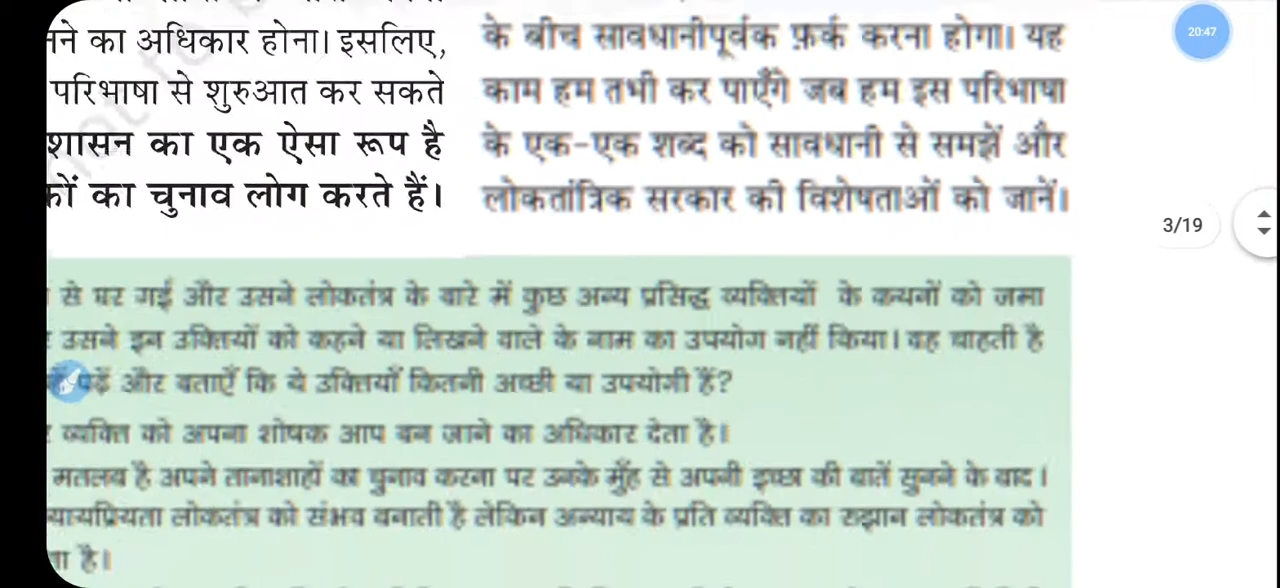 ने का अधिकार होना। इसलिए,
परिभाषा से शुरुआत कर सकते
शासन का एक ऐसा रूप है
कों का चुनाव लोग करते हैं।
के बीच सावधानीपूर्वक फ़र्क करना होगा। यह
काम हम तभी कर पाएँगे जब हम इस परिभाषा
के एक-एक शब्द को सावधानी से समझें और
लोकतांत्रिक सरकार की विशेषताओं को जानें।
20:47
3/19
से घर गई और उसने लोकतंत्र के बारे में कुछ अन्य प्रसिद्ध व्यक्तियों के कथनों को जमा
उसने इन उक्तियों को कहने या लिखने वाले के नाम का उपयोग नहीं किया। वह चाहती है
पढ़ें और बताएँ कि ये उक्तियाँ कितनी अच्छी या उपयोगी हैं?
व्यक्ति को अपना शोषक आप बन जाने का अधिकार देता है।
मतलब है अपने तानाशाहों का चुनाव करना पर उनके मुँह से अपनी इच्छा की बातें सुनने के बाद।
यायप्रियता लोकतंत्र को संभव बनाती है लेकिन अन्याय के प्रति व्यक्ति का रुझान लोकतंत्र को
ता है।